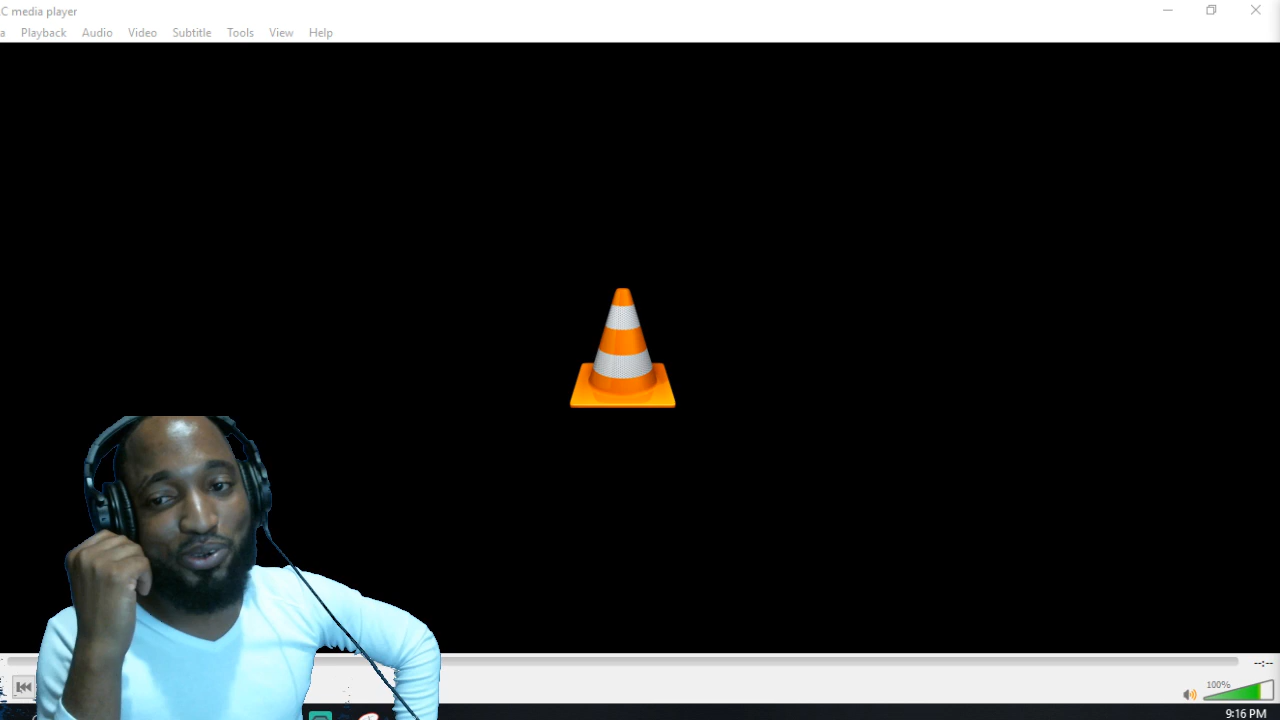 C media player
a Playback Audio Video Subtitle Tools View Help
--:--
100%
9:16 PM